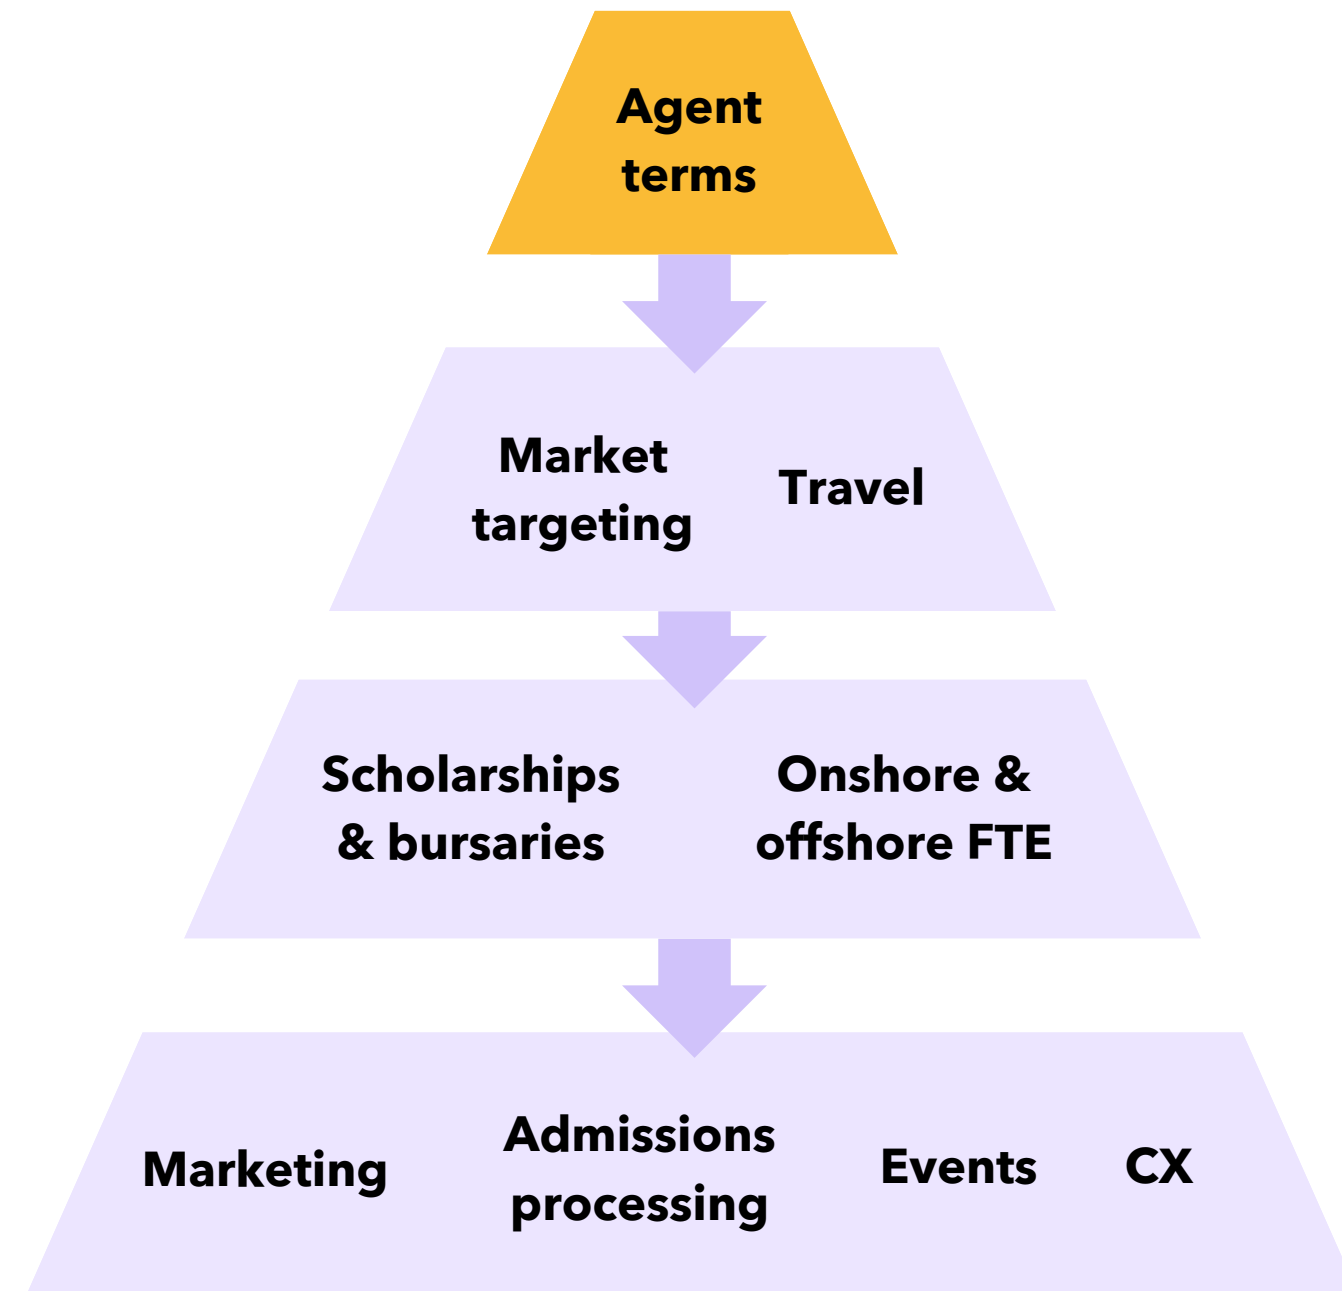 Agent
terms
Market
targeting
Travel
Scholarships
& bursaries
Onshore &
offshore FTE
Marketing
Admissions
processing
Events
CX